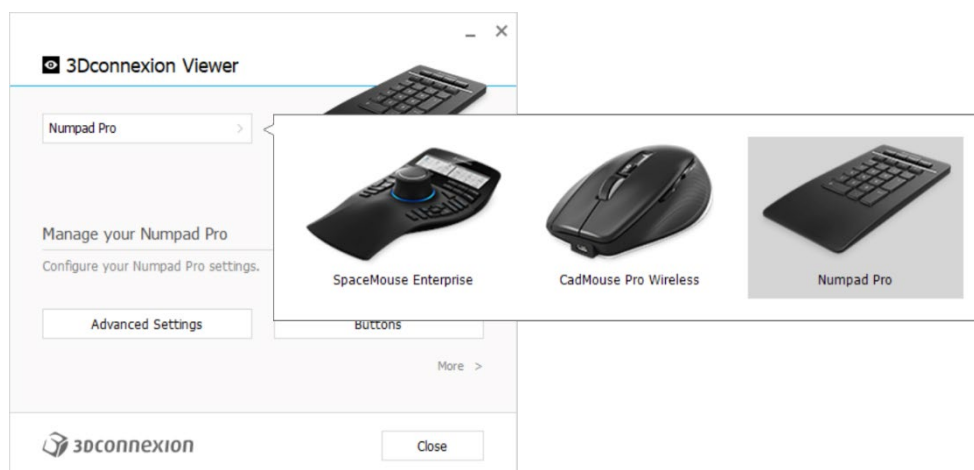 3Dconnexion Viewer
Numpad Pro
SpaceMouse Enterprise
CadMouse Pro Wireless
Numpad Pro
Manage your Numpad Pro
Configure your Numpad Pro settings.
Advanced Settings
Buttons
More >
3Dconnexion
Close